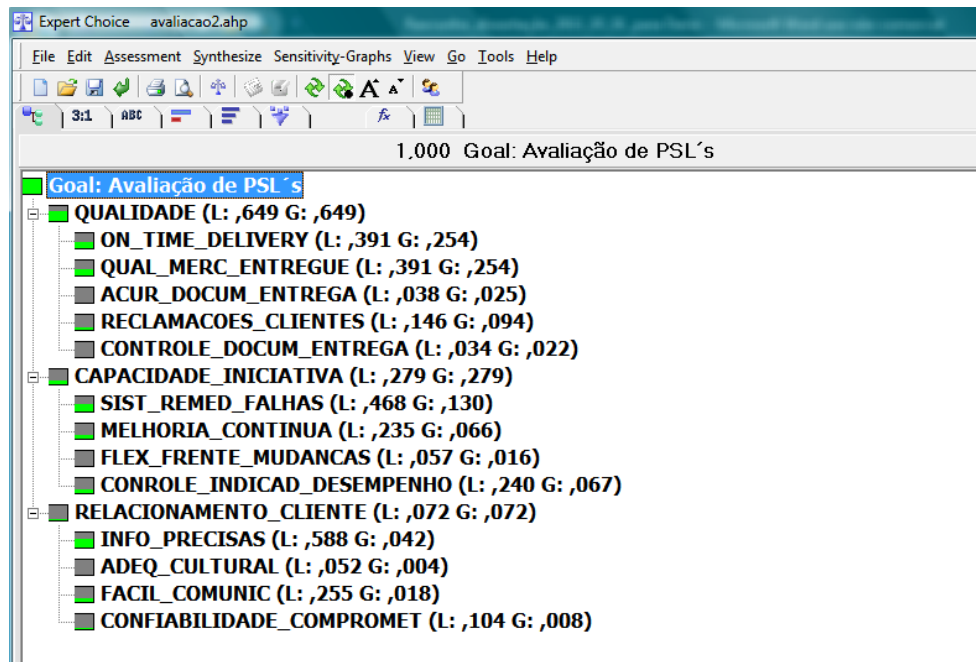 Expert Choice avaliacao2.ahp
File Edit Assessment Synthesize Sensitivity-Graphs View Go Tools Help
A A
3:1 ABC fx
1,000 Goal: Avaliação de PSL´s
Goal: Avaliação de PSL´s
QUALIDADE (L: ,649 G: ,649)
ON_TIME_DELIVERY (L: ,391 G: ,254)
QUAL_MERC_ENTREGUE (L: ,391 G: ,254)
ACUR_DOCUM_ENTREGA (L: ,038 G: ,025)
RECLAMACOES_CLIENTES (L: ,146 G: ,094)
CONTROLE_DOCUM_ENTREGA (L: ,034 G: ,022)
CAPACIDADE_INICIATIVA (L: ,279 G: ,279)
SIST_REMED_FALHAS (L: ,468 G: ,130)
MELHORIA_CONTINUA (L: ,235 G: ,066)
FLEX_FRENTE_MUDANCAS (L: ,057 G: ,016)
CONROLE_INDICAD_DESEMPENHO (L: ,240 G: ,067)
RELACIONAMENTO_CLIENTE (L: ,072 G: ,072)
INFO_PRECISAS (L: ,588 G: ,042)
ADEQ_CULTURAL (L: ,052 G: ,004)
FACIL_COMUNIC (L: ,255 G: ,018)
CONFIABILIDADE_COMPROMET (L: ,104 G: ,008)